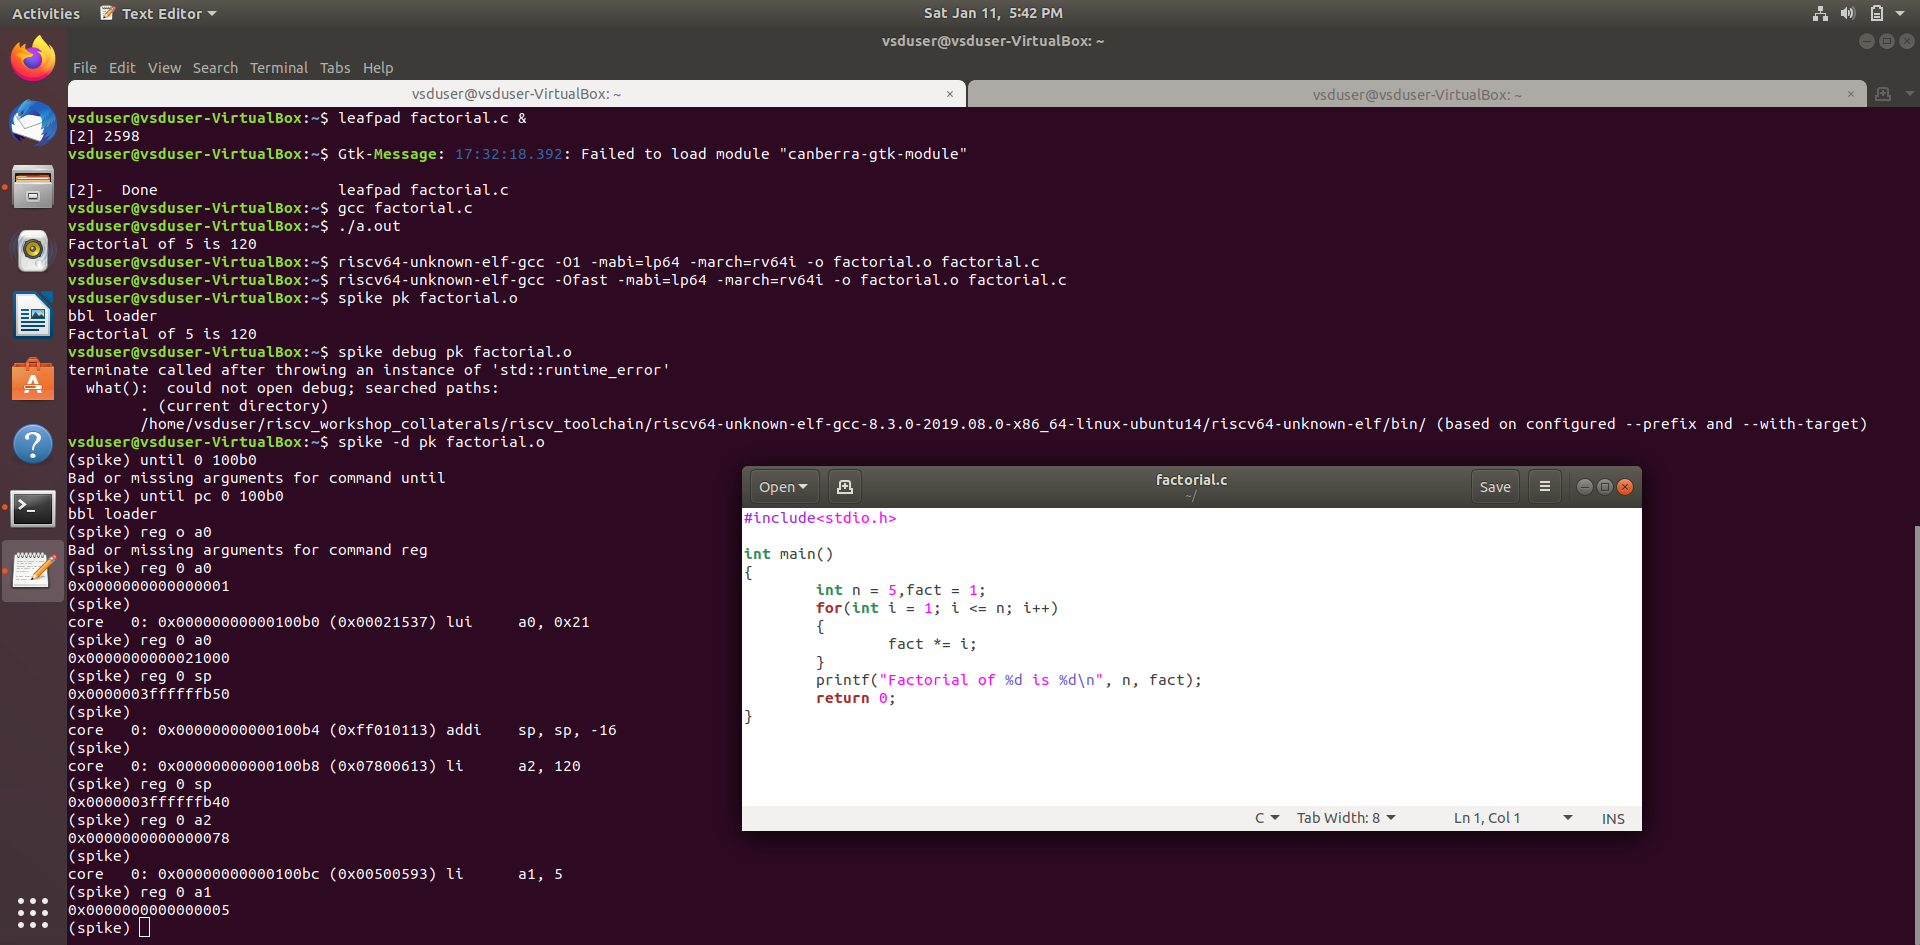 Activities Text Editor Sat Jan 11, 5:42 PM
vsduser@vsduser-VirtualBox: ~
File Edit View Search Terminal Tabs Help
vsduser@vsduser-VirtualBox: ~ × vsduser@vsduser-VirtualBox: ~ ×
vsduser@vsduser-VirtualBox:~$ leafpad factorial.c &
[2] 2598
vsduser@vsduser-VirtualBox:~$ Gtk-Message: 17:32:18.392: Failed to load module "canberra-gtk-module"
[2]-  Done                    leafpad factorial.c
vsduser@vsduser-VirtualBox:~$ gcc factorial.c
vsduser@vsduser-VirtualBox:~$ ./a.out
Factorial of 5 is 120
vsduser@vsduser-VirtualBox:~$ riscv64-unknown-elf-gcc -O1 -mabi=lp64 -march=rv64i -o factorial.o factorial.c
vsduser@vsduser-VirtualBox:~$ riscv64-unknown-elf-gcc -Ofast -mabi=lp64 -march=rv64i -o factorial.o factorial.c
vsduser@vsduser-VirtualBox:~$ spike pk factorial.o
bbl loader
Factorial of 5 is 120
vsduser@vsduser-VirtualBox:~$ spike debug pk factorial.o
terminate called after throwing an instance of 'std::runtime_error'
  what():  could not open debug; searched paths:
        . (current directory)
        /home/vsduser/riscv_workshop_collaterals/riscv_toolchain/riscv64-unknown-elf-gcc-8.3.0-2019.08.0-x86_64-linux-ubuntu14/riscv64-unknown-elf/bin/ (based on configured --prefix and --with-target)
vsduser@vsduser-VirtualBox:~$ spike -d pk factorial.o
(spike) until 0 100b0
Bad or missing arguments for command until
(spike) until pc 0 100b0
bbl loader
(spike) reg o a0
Bad or missing arguments for command reg
(spike) reg 0 a0
0x0000000000000001
(spike)
core   0: 0x00000000000100b0 (0x00021537) lui     a0, 0x21
(spike) reg 0 a0
0x0000000000021000
(spike) reg 0 sp
0x0000003ffffffb50
(spike)
core   0: 0x00000000000100b4 (0xff010113) addi    sp, sp, -16
(spike)
core   0: 0x00000000000100b8 (0x07800613) li      a2, 120
(spike) reg 0 sp
0x0000003ffffffb40
(spike) reg 0 a2
0x0000000000000078
(spike)
core   0: 0x00000000000100bc (0x00500593) li      a1, 5
(spike) reg 0 a1
0x0000000000000005
(spike)
Open factorial.c Save
~/
#include<stdio.h>
int main()
{
        int n = 5,fact = 1;
        for(int i = 1; i <= n; i++)
        {
                fact *= i;
        }
        printf("Factorial of %d is %d\n", n, fact);
        return 0;
}
C Tab Width: 8 Ln 1, Col 1 INS